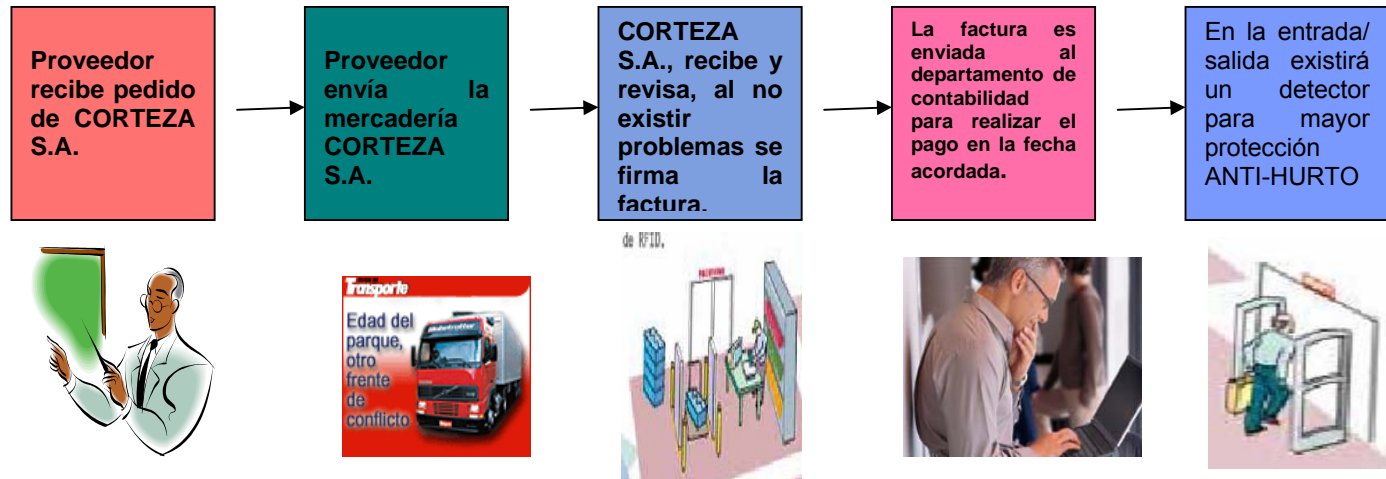 Proveedor
recibe pedido
de CORTEZA
S.A.
Proveedor
envía la
mercadería
CORTEZA
S.A.
CORTEZA
S.A., recibe y
revisa, al no
existir
problemas se
firma la
factura.
La factura es
enviada al
departamento de
contabilidad
para realizar el
pago en la fecha
acordada.
En la entrada/
salida existirá
un detector
para mayor
protección
ANTI-HURTO
Transporte
Edad del
parque,
otro
frente
de
conflicto
de RFID.